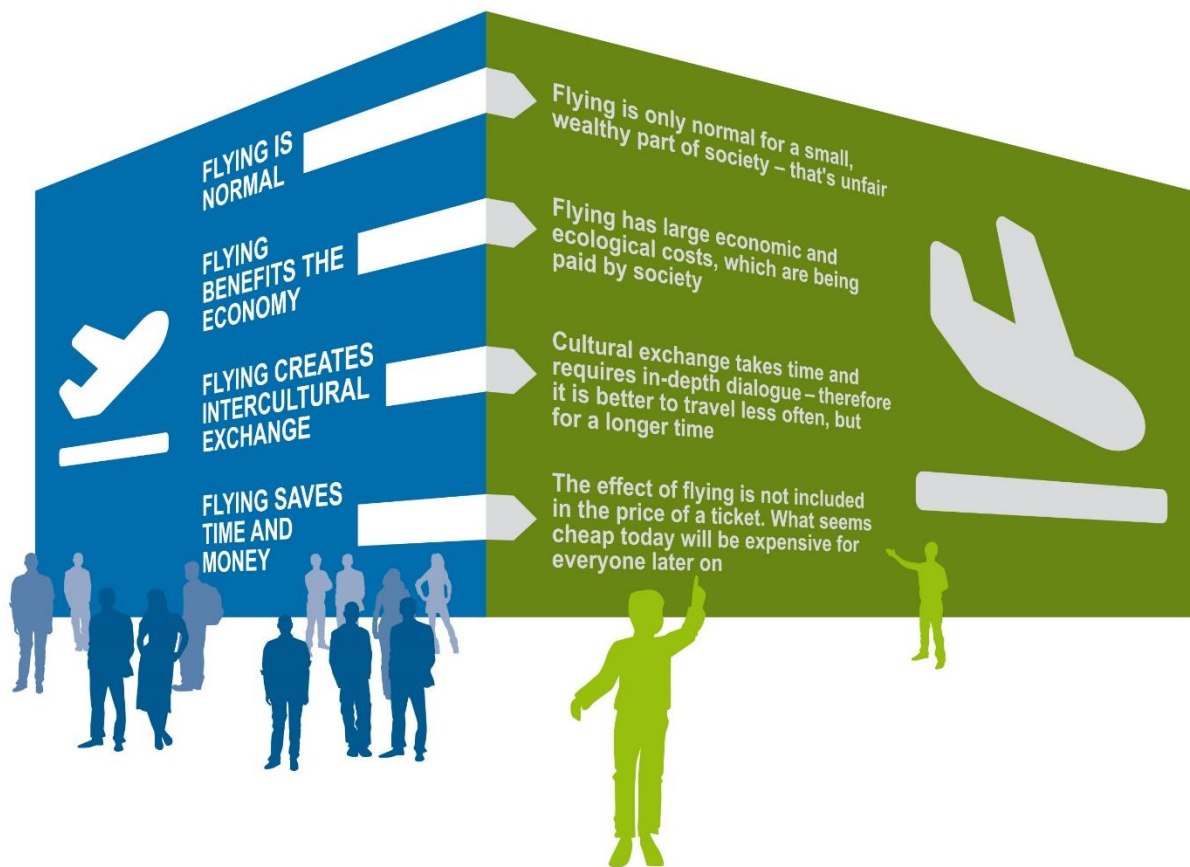 FLYING IS
NORMAL
Flying is only normal for a small,
wealthy part of society – that's unfair
FLYING
BENEFITS THE
ECONOMY
Flying has large economic and
ecological costs, which are being
paid by society
FLYING CREATES
INTERCULTURAL
EXCHANGE
Cultural exchange takes time and
requires in-depth dialogue – therefore
it is better to travel less often, but
for a longer time
FLYING SAVES
TIME AND
MONEY
The effect of flying is not included
in the price of a ticket. What seems
cheap today will be expensive for
everyone later on